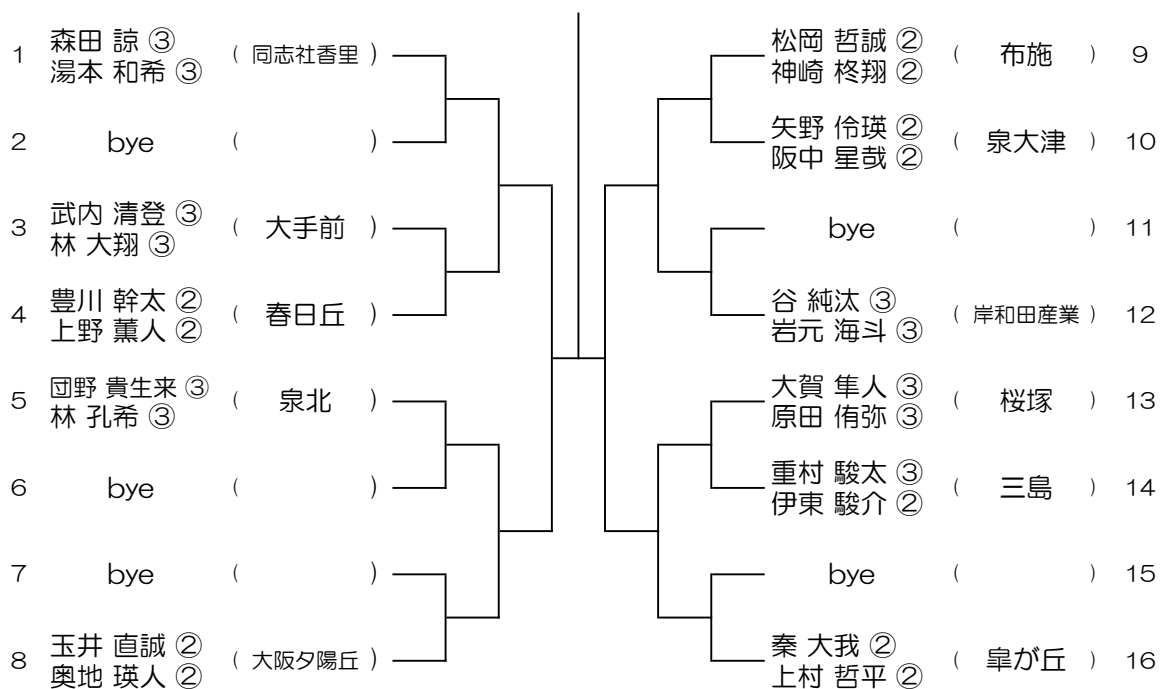 1 森田 諒 ③
湯本 和希 ③ ( 同志社香里 )
2 bye ( )
3 武内 清登 ③
林 大翔 ③ ( 大手前 )
4 豊川 幹太 ②
上野 薫人 ② ( 春日丘 )
5 団野 貴生来 ③
林 孔希 ③ ( 泉北 )
6 bye ( )
7 bye ( )
8 玉井 直誠 ②
奥地 瑛人 ② ( 大阪夕陽丘 )
松岡 哲誠 ②
神崎 柊翔 ② ( 布施 ) 9
矢野 伶瑛 ②
阪中 星哉 ② ( 泉大津 ) 10
bye ( ) 11
谷 純汰 ③
岩元 海斗 ③ ( 岸和田産業 ) 12
大賀 隼人 ③
原田 侑弥 ③ ( 桜塚 ) 13
重村 駿太 ③
伊東 駿介 ② ( 三島 ) 14
bye ( ) 15
秦 大我 ②
上村 哲平 ② ( 皐が丘 ) 16